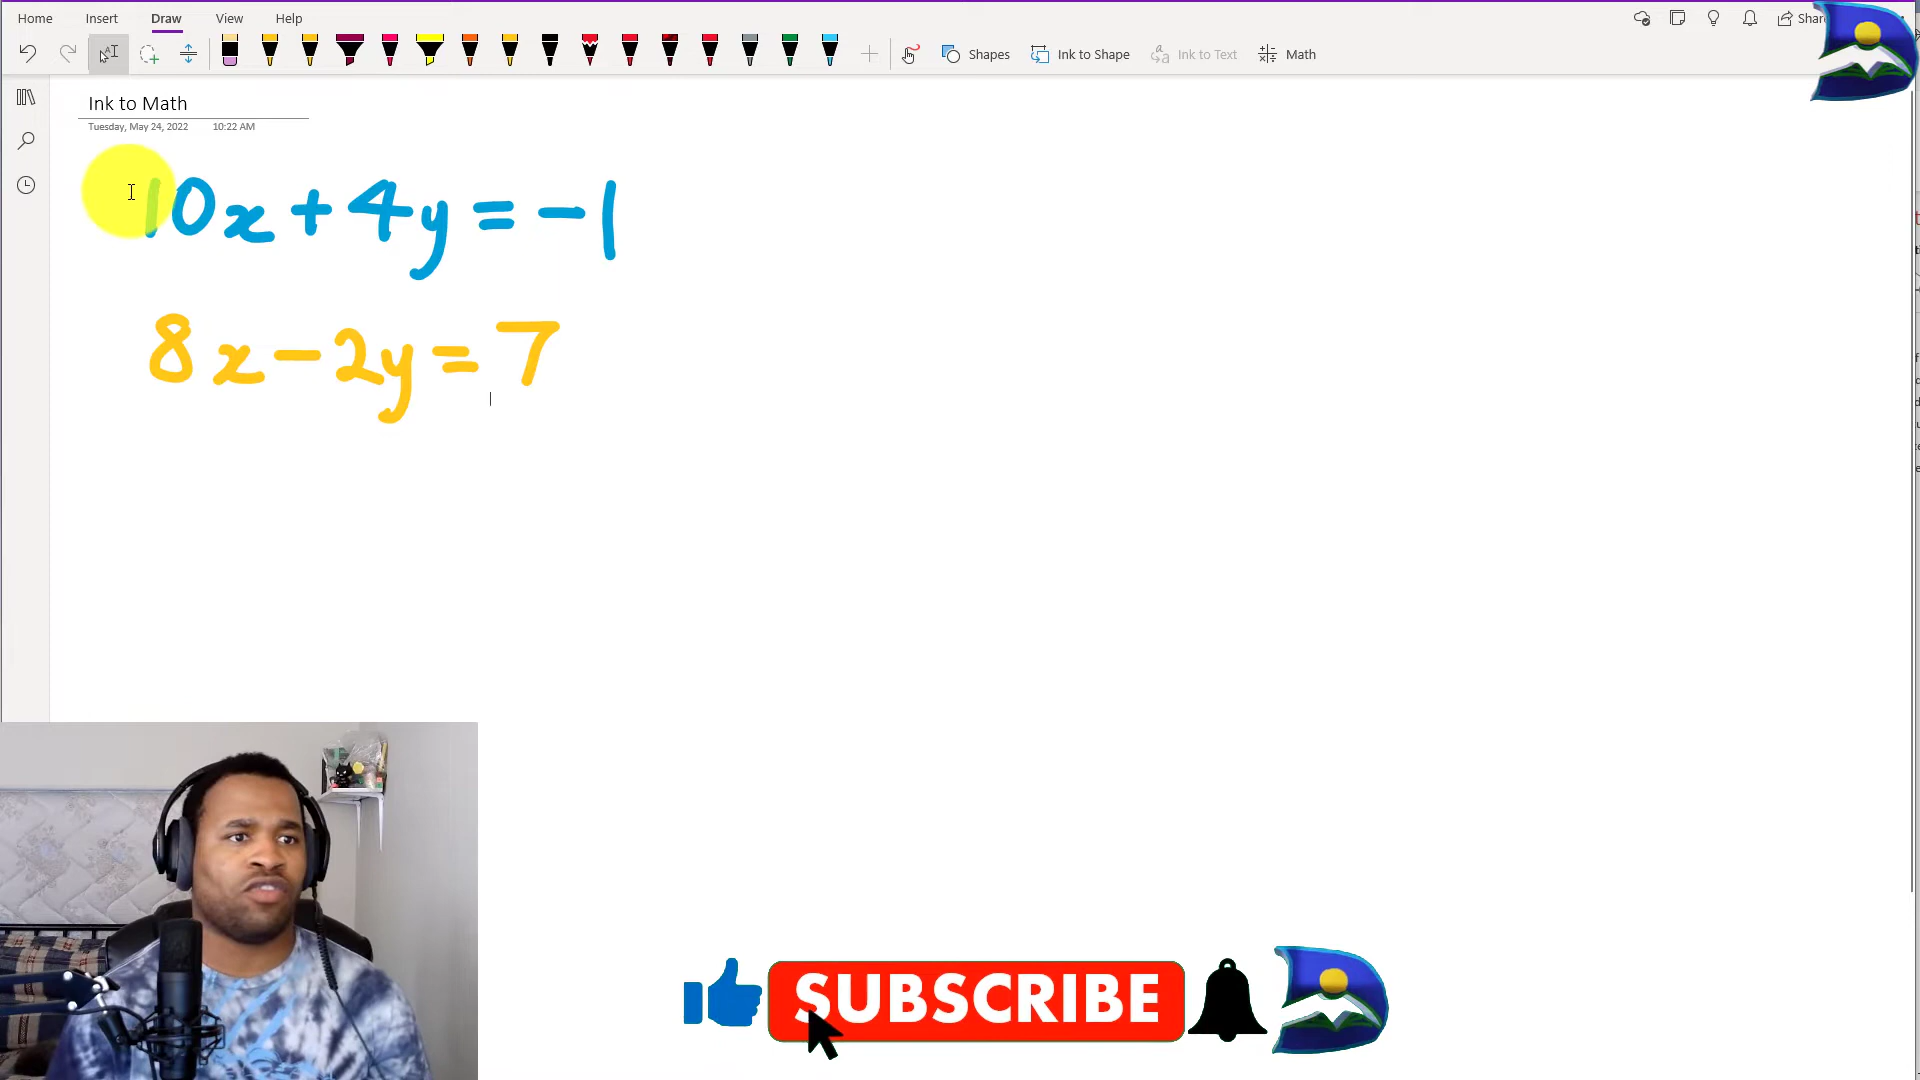 Home Insert Draw View Help
Share
Shapes Ink to Shape Ink to Text Math
Ink to Math
Tuesday, May 24, 2022 10:22 AM
10x + 4y = -1
8x - 2y = 7
SUBSCRIBE